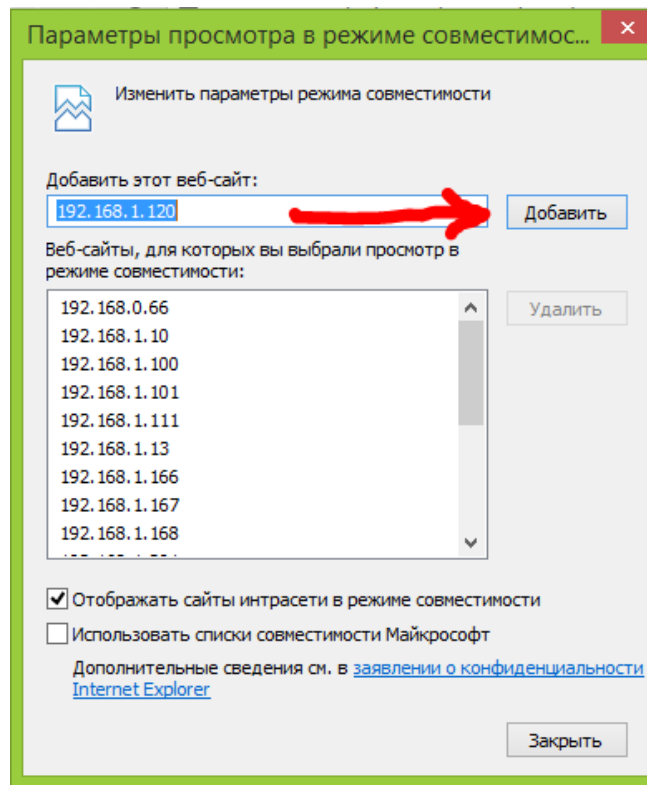 Параметры просмотра в режиме совместимос...
Изменить параметры режима совместимости
Добавить этот веб-сайт:
192.168.1.120
Добавить
Веб-сайты, для которых вы выбрали просмотр в
режиме совместимости:
192.168.0.66
Удалить
192.168.1.10
192.168.1.100
192.168.1.101
192.168.1.111
192.168.1.13
192.168.1.166
192.168.1.167
192.168.1.168
Отображать сайты интрасети в режиме совместимости
Использовать списки совместимости Майкрософт
Дополнительные сведения см. в заявлении о конфиденциальности
Internet Explorer
Закрыть